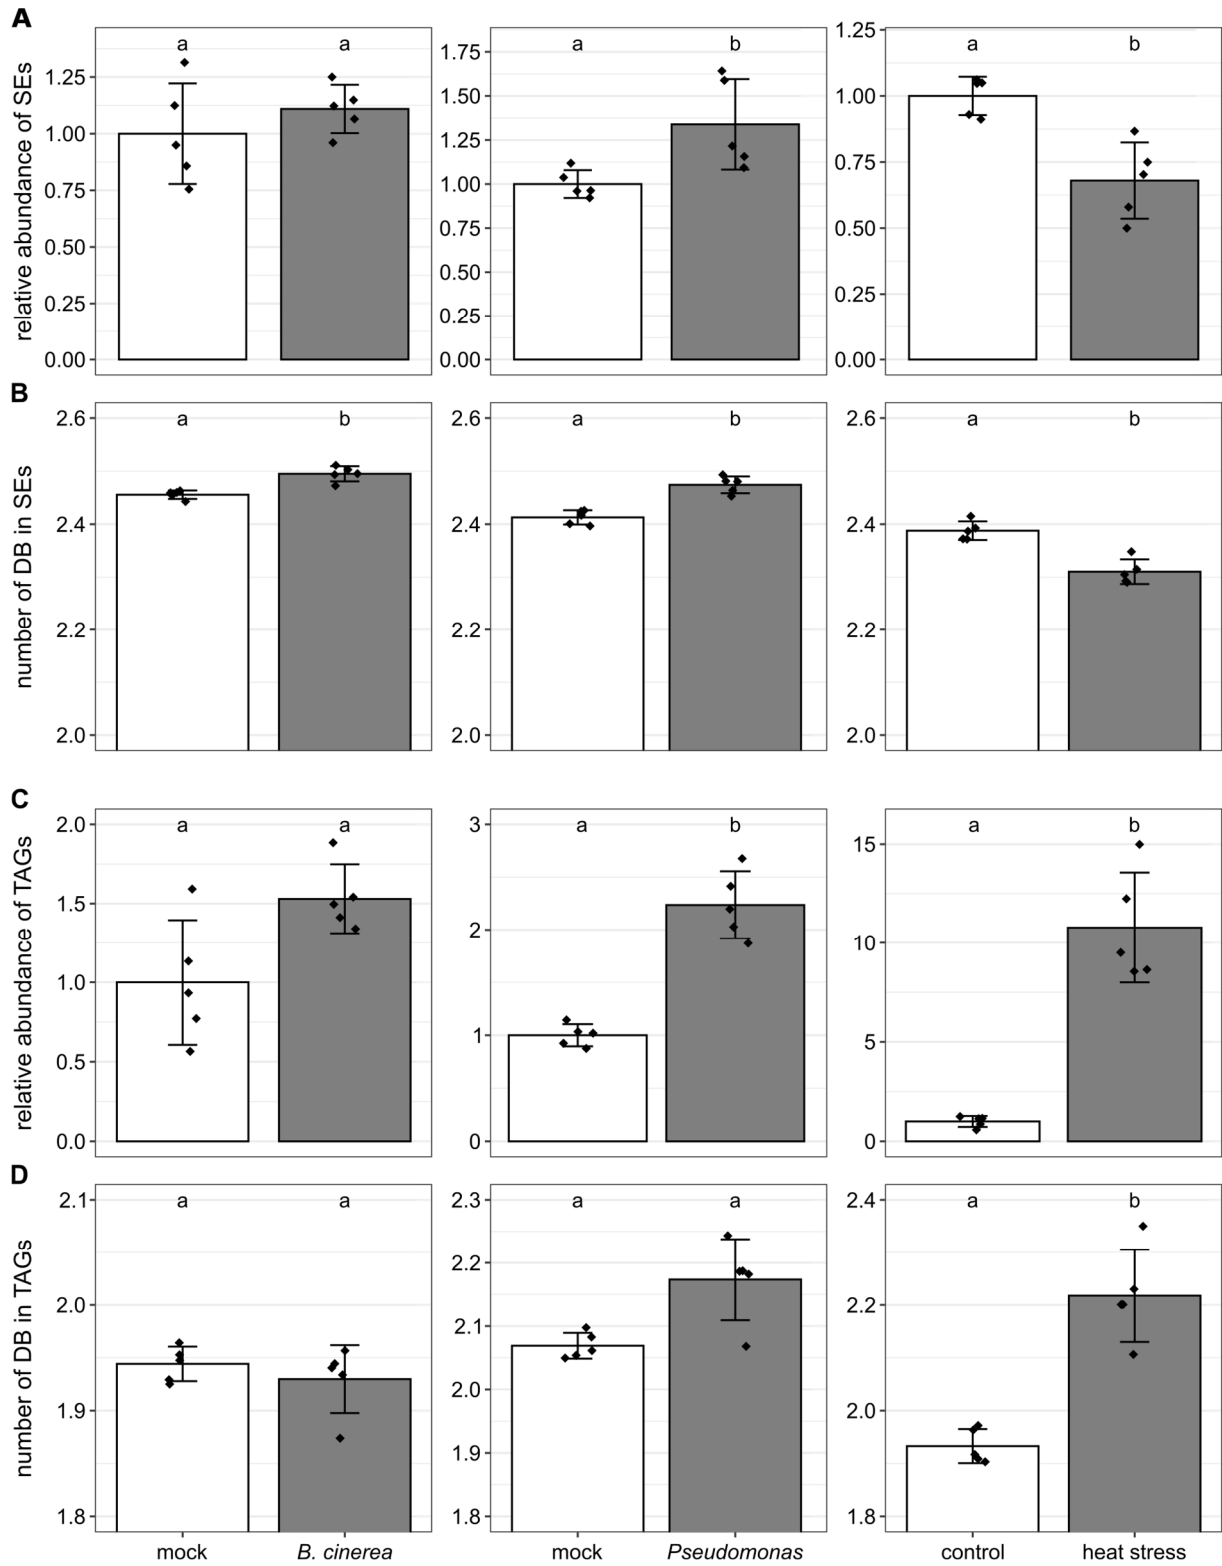 A
relative abundance of SEs
1.25
1.00
0.75
0.50
0.25
0.00
a a
1.75
1.50
1.25
1.00
0.75
0.50
0.25
0.00
a b
1.25
1.00
0.75
0.50
0.25
0.00
a b
B
number of DB in SEs
2.6
2.4
2.2
2.0
a b
2.6
2.4
2.2
2.0
a b
2.6
2.4
2.2
2.0
a b
C
relative abundance of TAGs
2.0
1.5
1.0
0.5
0.0
a a
3
2
1
0
a b
15
10
5
0
a b
D
number of DB in TAGs
2.1
2.0
1.9
1.8
a a
2.3
2.2
2.1
2.0
1.9
1.8
a a
2.4
2.2
2.0
1.8
a b
mock B. cinerea
mock Pseudomonas
control heat stress